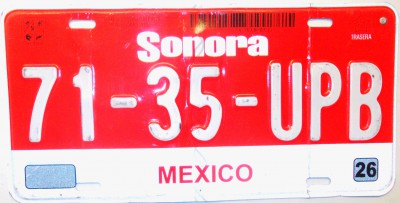 TRASERA
Sonora
71-35-UPB
MEXICO
26